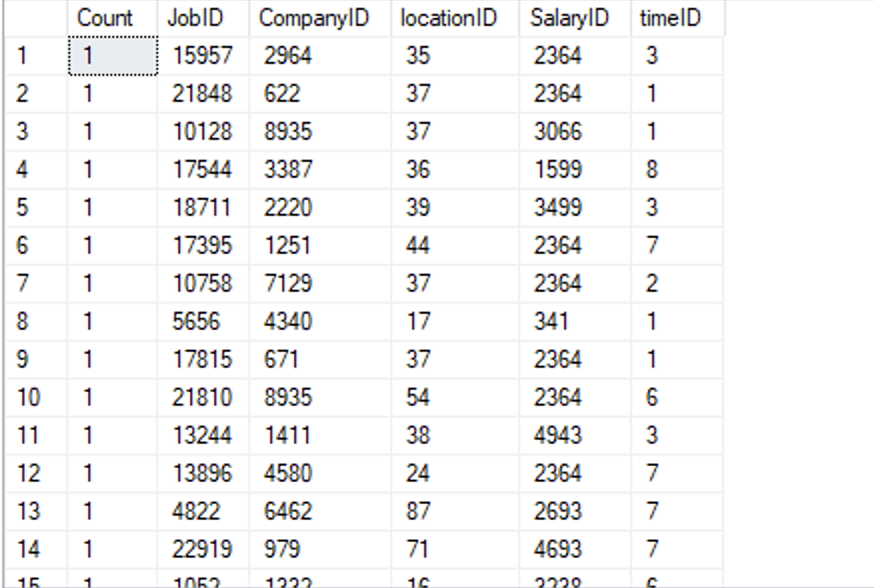 Count JobID CompanyID locationID SalaryID timeID
1 1 15957 2964 35 2364 3
2 1 21848 622 37 2364 1
3 1 10128 8935 37 3066 1
4 1 17544 3387 36 1599 8
5 1 18711 2220 39 3499 3
6 1 17395 1251 44 2364 7
7 1 10758 7129 37 2364 2
8 1 5656 4340 17 341 1
9 1 17815 671 37 2364 1
10 1 21810 8935 54 2364 6
11 1 13244 1411 38 4943 3
12 1 13896 4580 24 2364 7
13 1 4822 6462 87 2693 7
14 1 22919 979 71 4693 7
15 1 1052 1232 16 3238 6